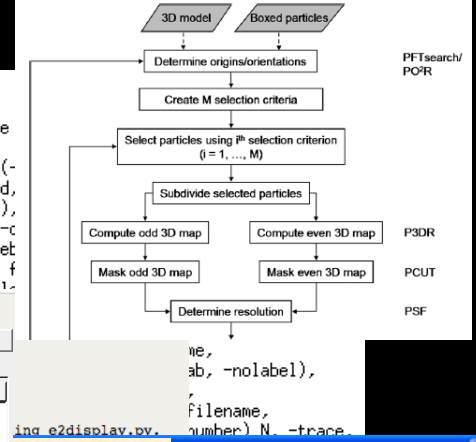 3D model
Boxed particles
Determine origins/orientations
PFTsearch/
PO²R
Create M selection criteria
Select particles using iᵗʰ selection criterion
(i = 1, ..., M)
Subdivide selected particles
Compute odd 3D map
Compute even 3D map
P3DR
Mask odd 3D map
Mask even 3D map
PCUT
Determine resolution
PSF
e
(-
d,
),
-c
eb
f
me,
ab, -nolabel),
,
filename,
ing e2display.py.
number) N, -trace,